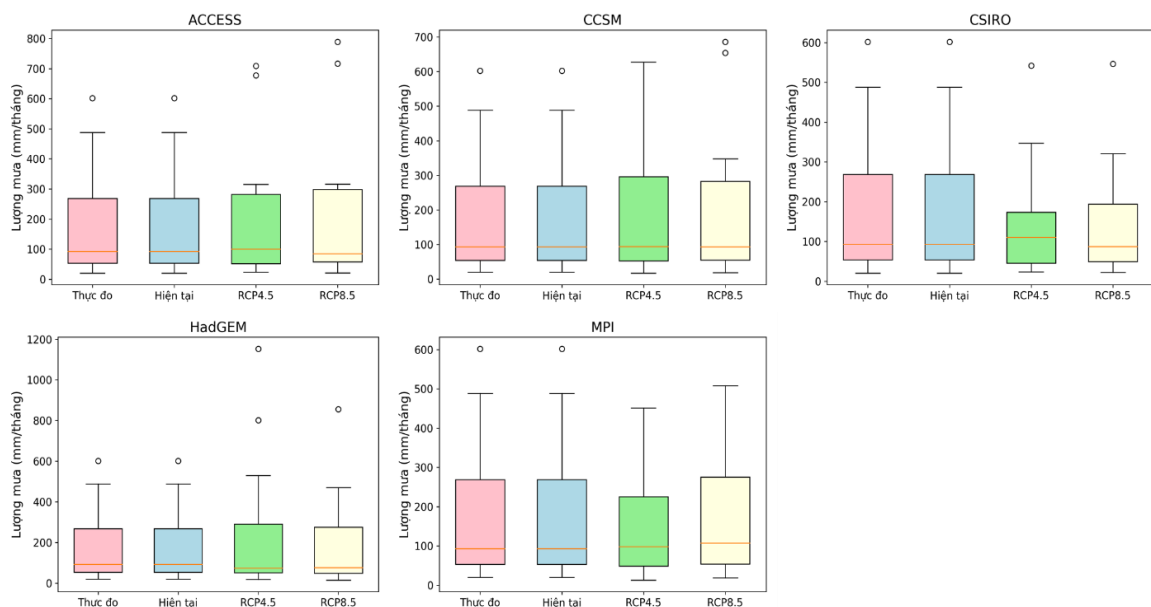 ACCESS
Lượng mưa (mm/tháng)
800
700
600
500
400
300
200
100
0
Thực đo Hiện tại RCP4.5 RCP8.5
CCSM
Lượng mưa (mm/tháng)
700
600
500
400
300
200
100
0
Thực đo Hiện tại RCP4.5 RCP8.5
CSIRO
Lượng mưa (mm/tháng)
600
500
400
300
200
100
0
Thực đo Hiện tại RCP4.5 RCP8.5
HadGEM
Lượng mưa (mm/tháng)
1200
1000
800
600
400
200
0
Thực đo Hiện tại RCP4.5 RCP8.5
MPI
Lượng mưa (mm/tháng)
600
500
400
300
200
100
0
Thực đo Hiện tại RCP4.5 RCP8.5